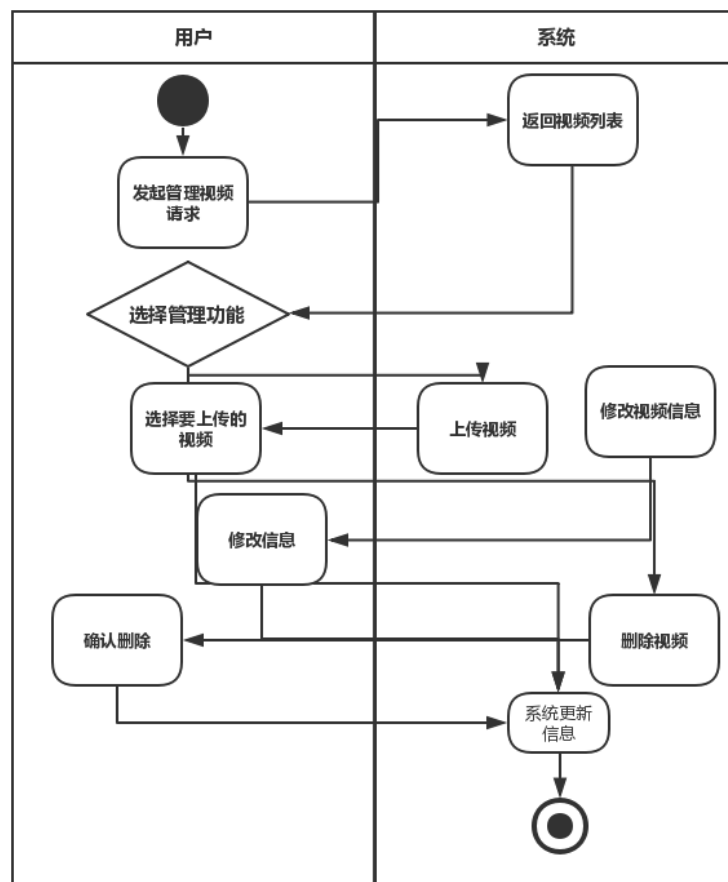 用户
系统
返回视频列表
发起管理视频
请求
选择管理功能
选择要上传的
视频
上传视频
修改视频信息
修改信息
确认删除
删除视频
系统更新
信息